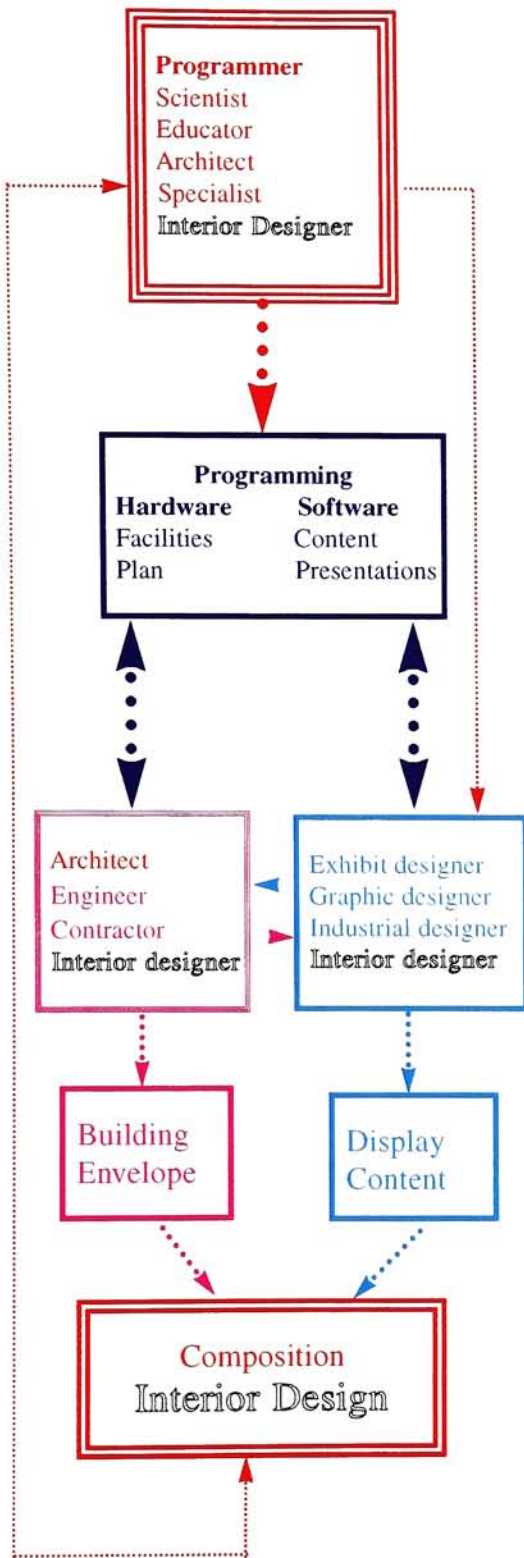 Programmer
Scientist
Educator
Architect
Specialist
Interior Designer
Programming
Hardware
Facilities
Plan
Software
Content
Presentations
Architect
Engineer
Contractor
Interior designer
Exhibit designer
Graphic designer
Industrial designer
Interior designer
Building
Envelope
Display
Content
Composition
Interior Design